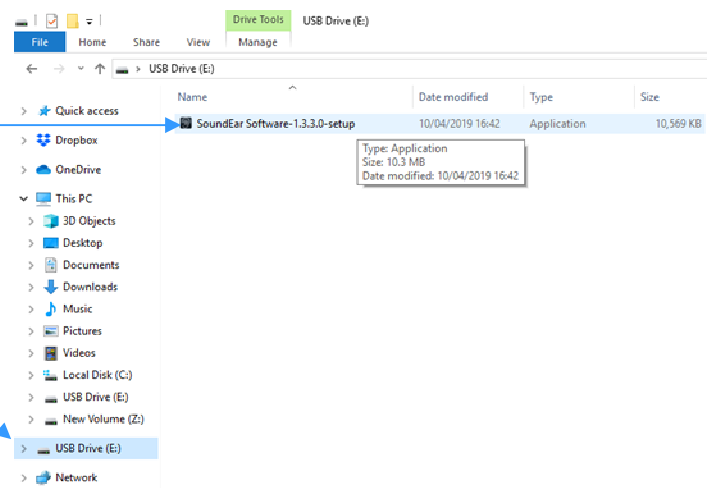 Drive Tools USB Drive (E:)
File Home Share View Manage
USB Drive (E:)
Name Date modified Type Size
Quick access
SoundEar Software-1.3.3.0-setup 10/04/2019 16:42 Application 10,569 KB
Dropbox
Type: Application
Size: 10.3 MB
Date modified: 10/04/2019 16:42
OneDrive
This PC
3D Objects
Desktop
Documents
Downloads
Music
Pictures
Videos
Local Disk (C:)
USB Drive (E:)
New Volume (Z:)
USB Drive (E:)
Network